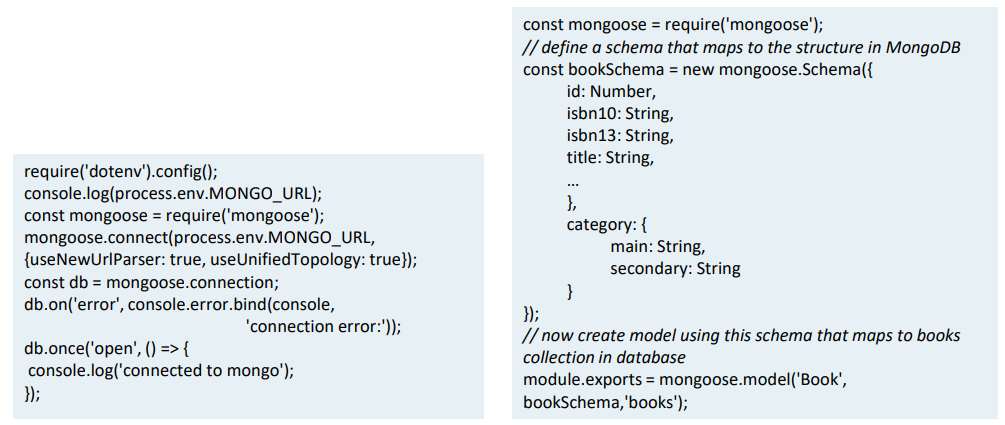 require('dotenv').config();
console.log(process.env.MONGO_URL);
const mongoose = require('mongoose');
mongoose.connect(process.env.MONGO_URL,
{useNewUrlParser: true, useUnifiedTopology: true});
const db = mongoose.connection;
db.on('error', console.error.bind(console,
'connection error:'));
db.once('open', () => {
console.log('connected to mongo');
});
const mongoose = require('mongoose');
// define a schema that maps to the structure in MongoDB
const bookSchema = new mongoose.Schema({
id: Number,
isbn10: String,
isbn13: String,
title: String,
...
},
category: {
main: String,
secondary: String
}
});
// now create model using this schema that maps to books
collection in database
module.exports = mongoose.model('Book',
bookSchema,'books');